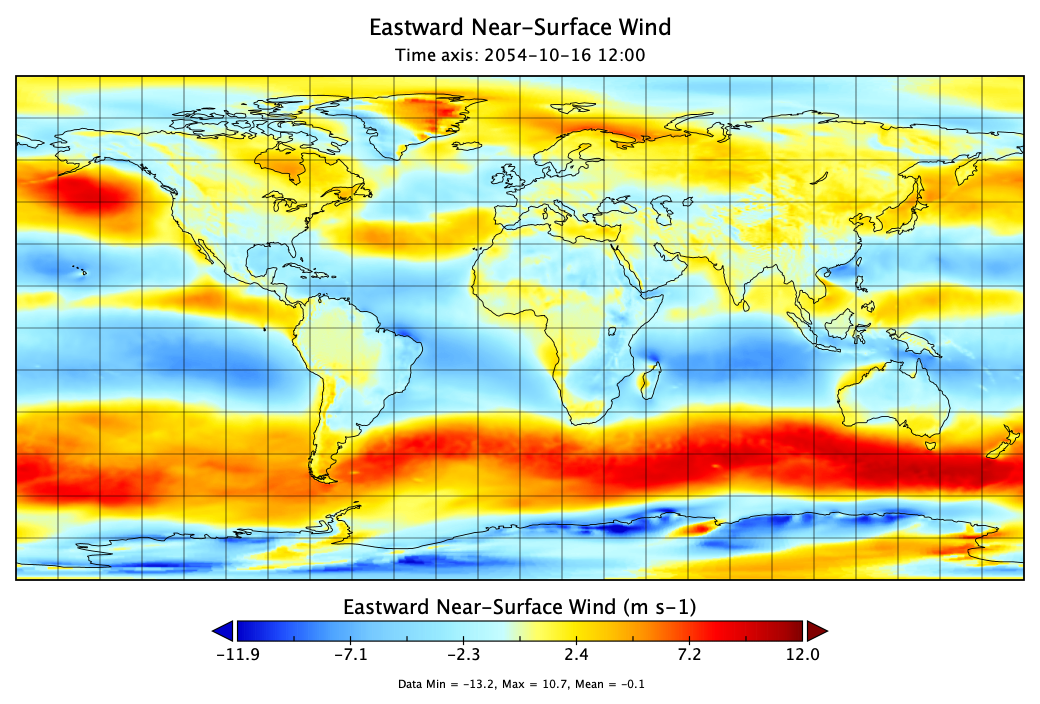 Eastward Near-Surface Wind
Time axis: 2054-10-16 12:00
Eastward Near-Surface Wind (m s-1)
-11.9 -7.1 -2.3 2.4 7.2 12.0
Data Min = -13.2, Max = 10.7, Mean = -0.1